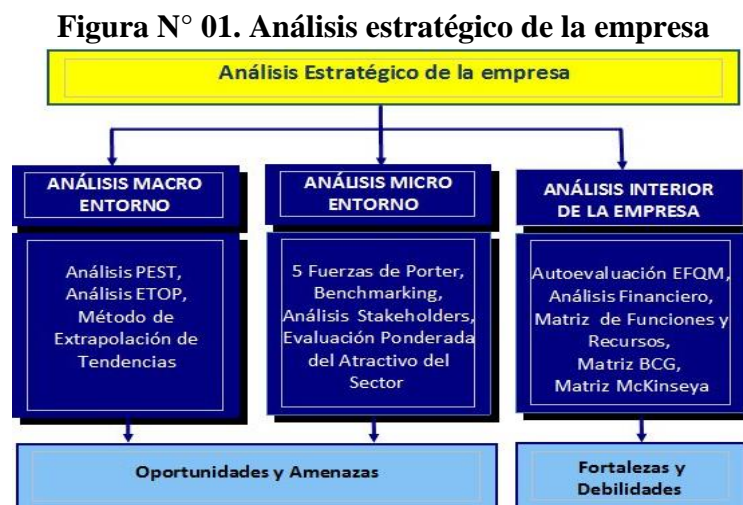 Figura N° 01. Análisis estratégico de la empresa
Análisis Estratégico de la empresa
ANÁLISIS MACRO
ENTORNO
Análisis PEST,
Análisis ETOP,
Método de
Extrapolación de
Tendencias
ANÁLISIS MICRO
ENTORNO
5 Fuerzas de Porter,
Benchmarking,
Análisis Stakeholders,
Evaluación Ponderada
del Atractivo del
Sector
ANÁLISIS INTERIOR
DE LA EMPRESA
Autoevaluación EFQM,
Análisis Financiero,
Matriz de Funciones y
Recursos,
Matriz BCG,
Matriz McKinseya
Oportunidades y Amenazas
Fortalezas y
Debilidades